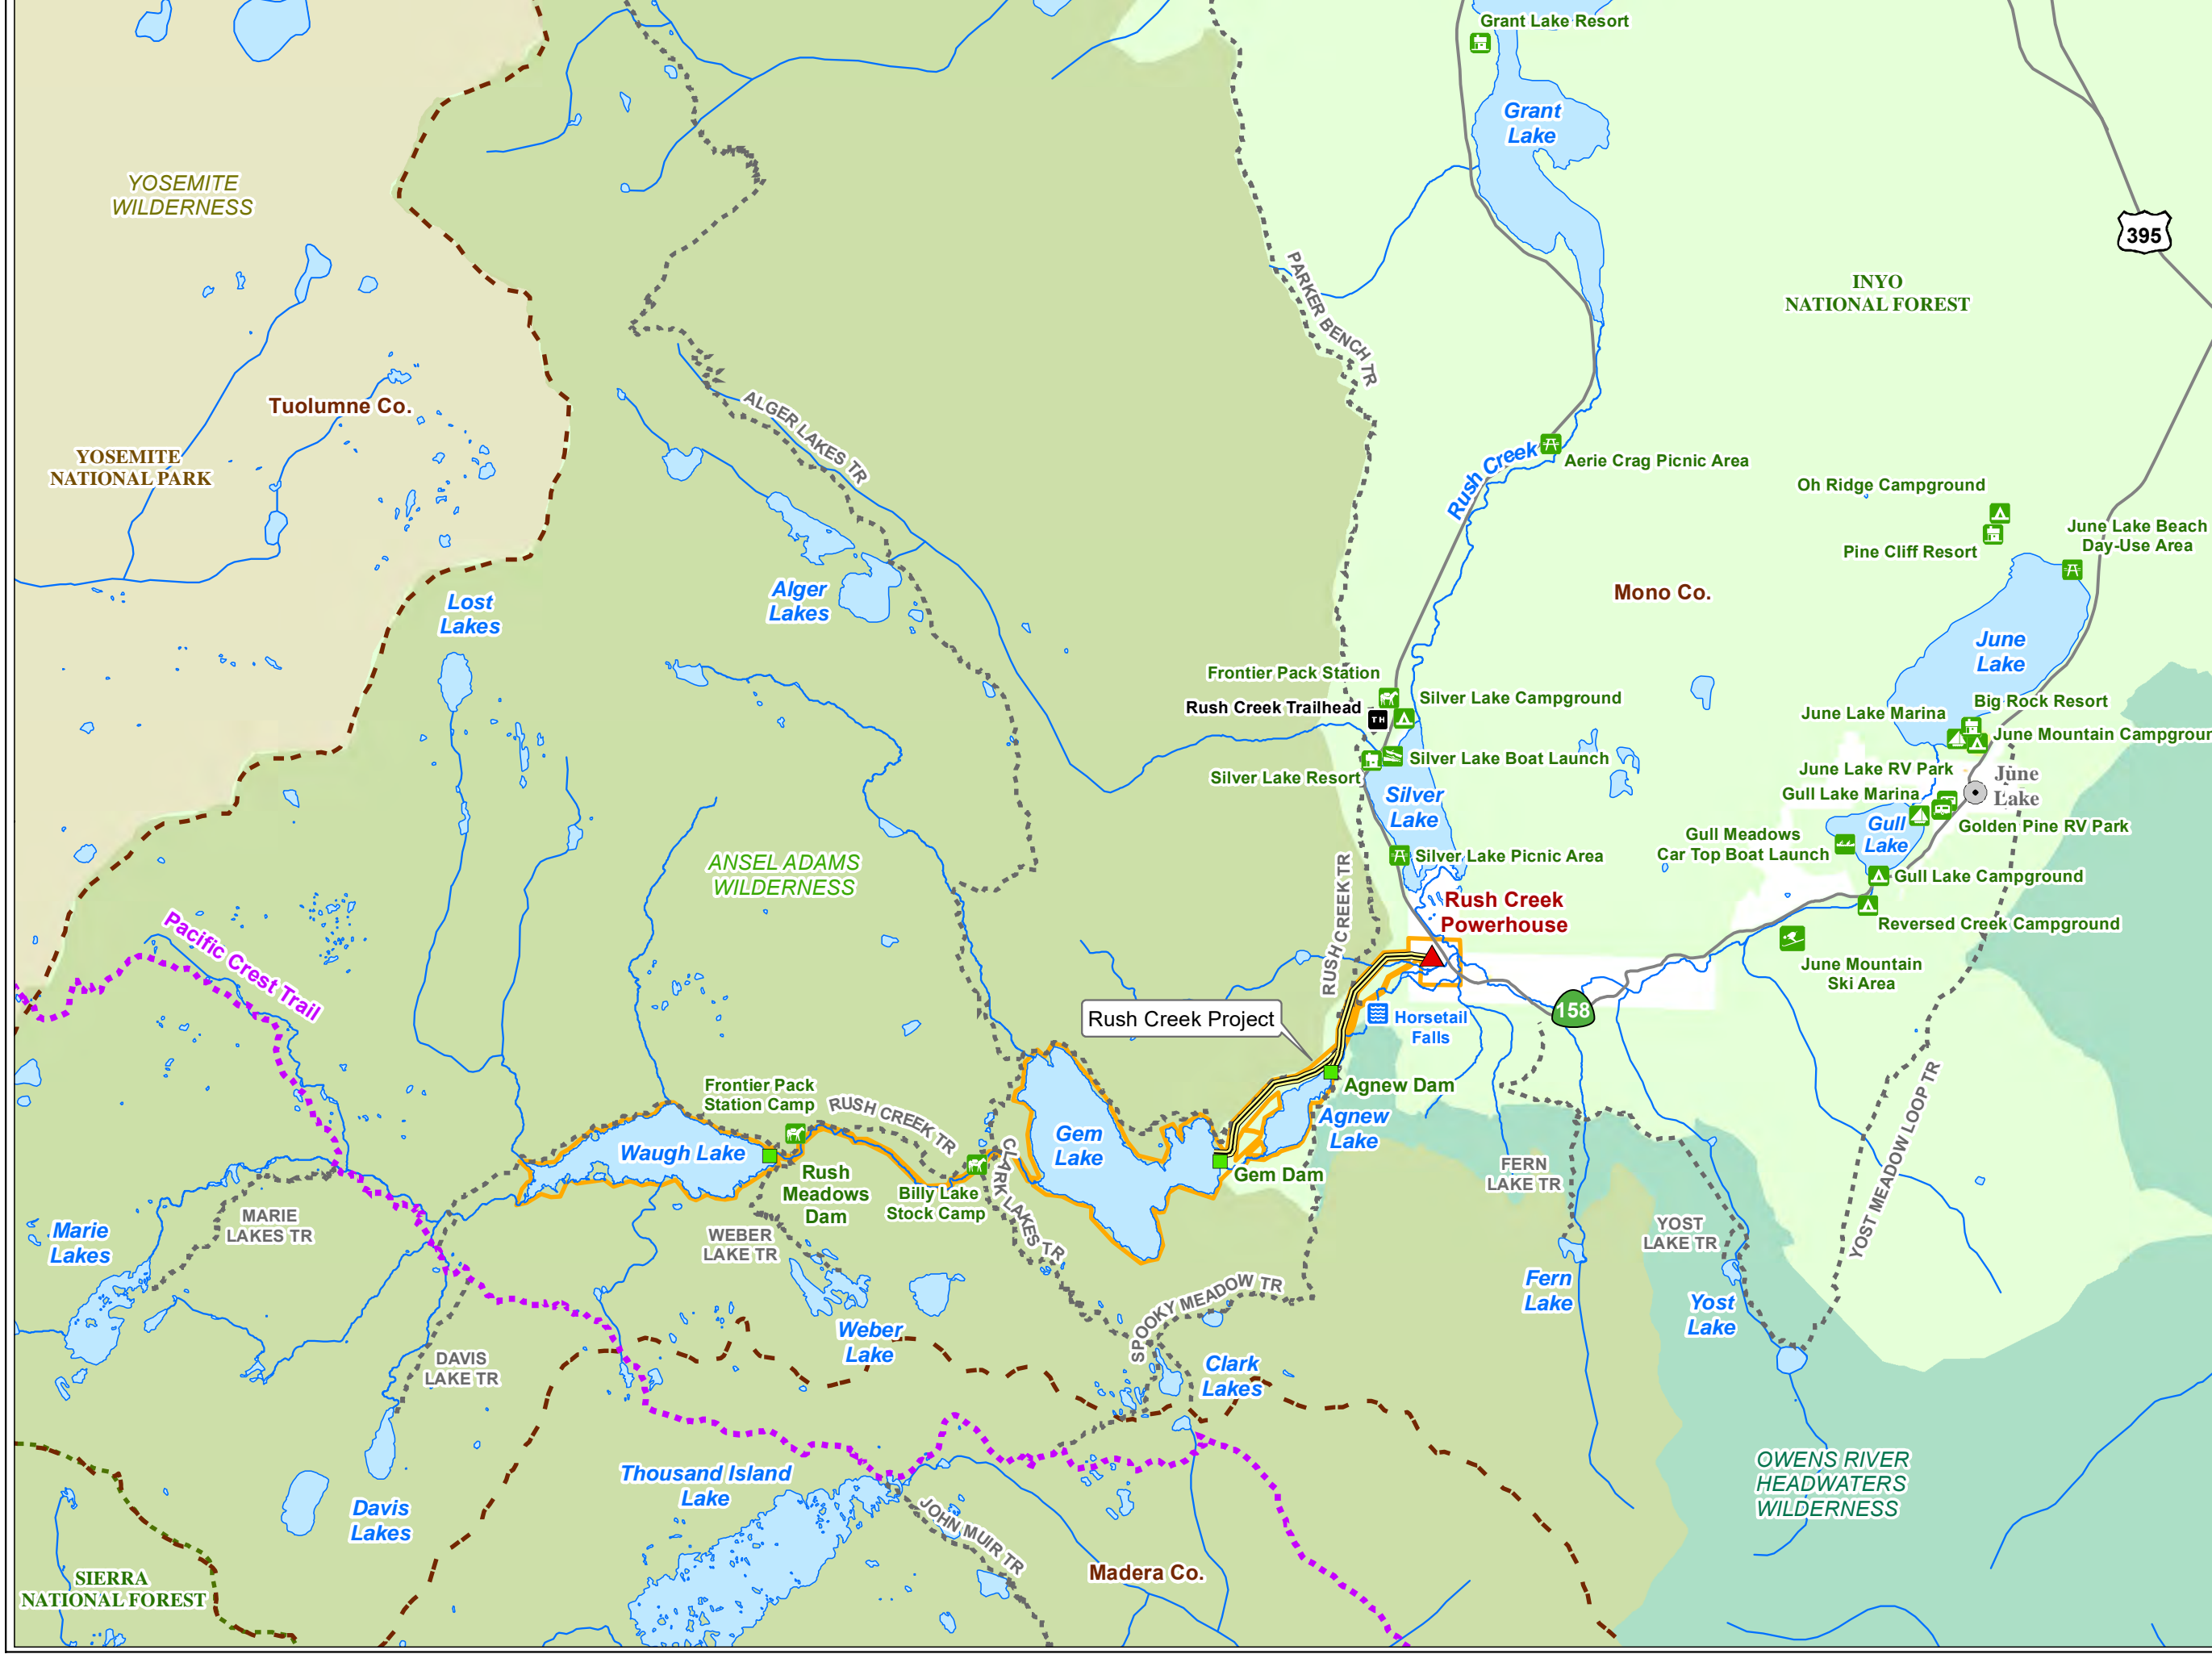 Grant Lake Resort
Grant
Lake
YOSEMITE
WILDERNESS
395
INYO
NATIONAL FOREST
PARKER BENCH TR
Tuolumne Co.
ALGER LAKES TR
YOSEMITE
NATIONAL PARK
Rush Creek
Aerie Crag Picnic Area
Oh Ridge Campground
June Lake Beach
Day-Use Area
Pine Cliff Resort
Lost
Lakes
Alger
Lakes
Mono Co.
June
Lake
Frontier Pack Station
Rush Creek Trailhead
TH
Silver Lake Campground
Big Rock Resort
June Lake Marina
June Mountain Campgroun
Silver Lake Boat Launch
Silver Lake Resort
June Lake RV Park
June
Lake
Gull Lake Marina
Silver
Lake
Golden Pine RV Park
Gull
Lake
Gull Meadows
Car Top Boat Launch
Silver Lake Picnic Area
ANSEL ADAMS
WILDERNESS
Gull Lake Campground
RUSH CREEK TR
Rush Creek
Powerhouse
Reversed Creek Campground
Pacific Crest Trail
June Mountain
Ski Area
158
Rush Creek Project
Horsetail
Falls
Frontier Pack
Station Camp
RUSH CREEK TR
Agnew Dam
Agnew
Lake
YOST MEADOW LOOP TR
Waugh Lake
Gem
Lake
Gem Dam
Rush
Meadows
Dam
Billy Lake
Stock Camp
CLARK LAKES TR
FERN
LAKE TR
MARIE
LAKES TR
Marie
Lakes
WEBER
LAKE TR
YOST
LAKE TR
SPOOKY MEADOW TR
Fern
Lake
Yost
Lake
Weber
Lake
DAVIS
LAKE TR
Clark
Lakes
Thousand Island
Lake
OWENS RIVER
HEADWATERS
WILDERNESS
Davis
Lakes
JOHN MUIR TR
Madera Co.
SIERRA
NATIONAL FOREST